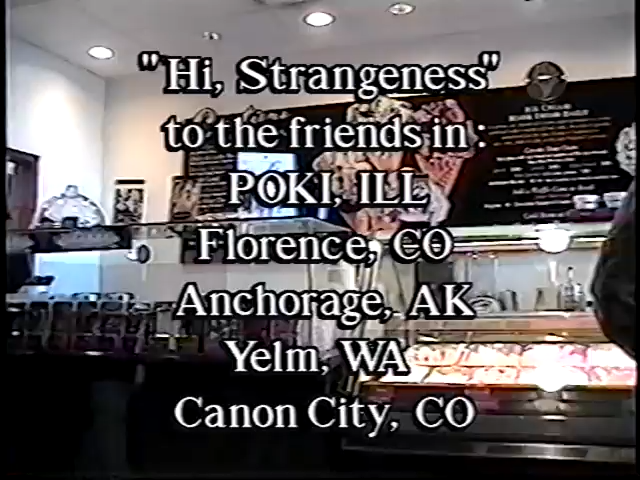 "Hi, Strangeness"
to the friends in :
POKI, ILL
Florence, CO
Anchorage, AK
Yelm, WA
Canon City, CO